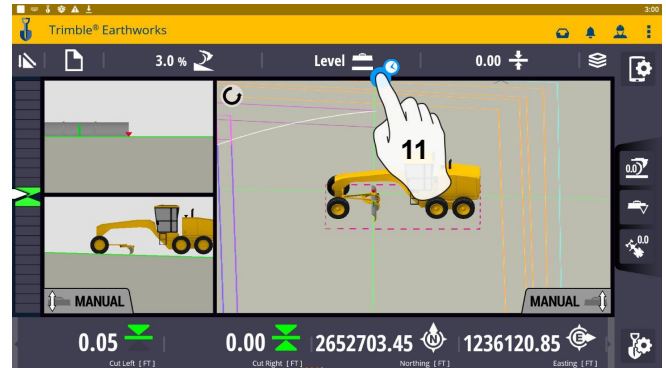 3:00
Trimble® Earthworks
3.0 %
Level
0.00
11
0.0
0.0
MANUAL
MANUAL
0.05
0.00
2652703.45
1236120.85
Cut Left [FT]
Cut Right [FT]
Northing [FT]
Easting [FT]